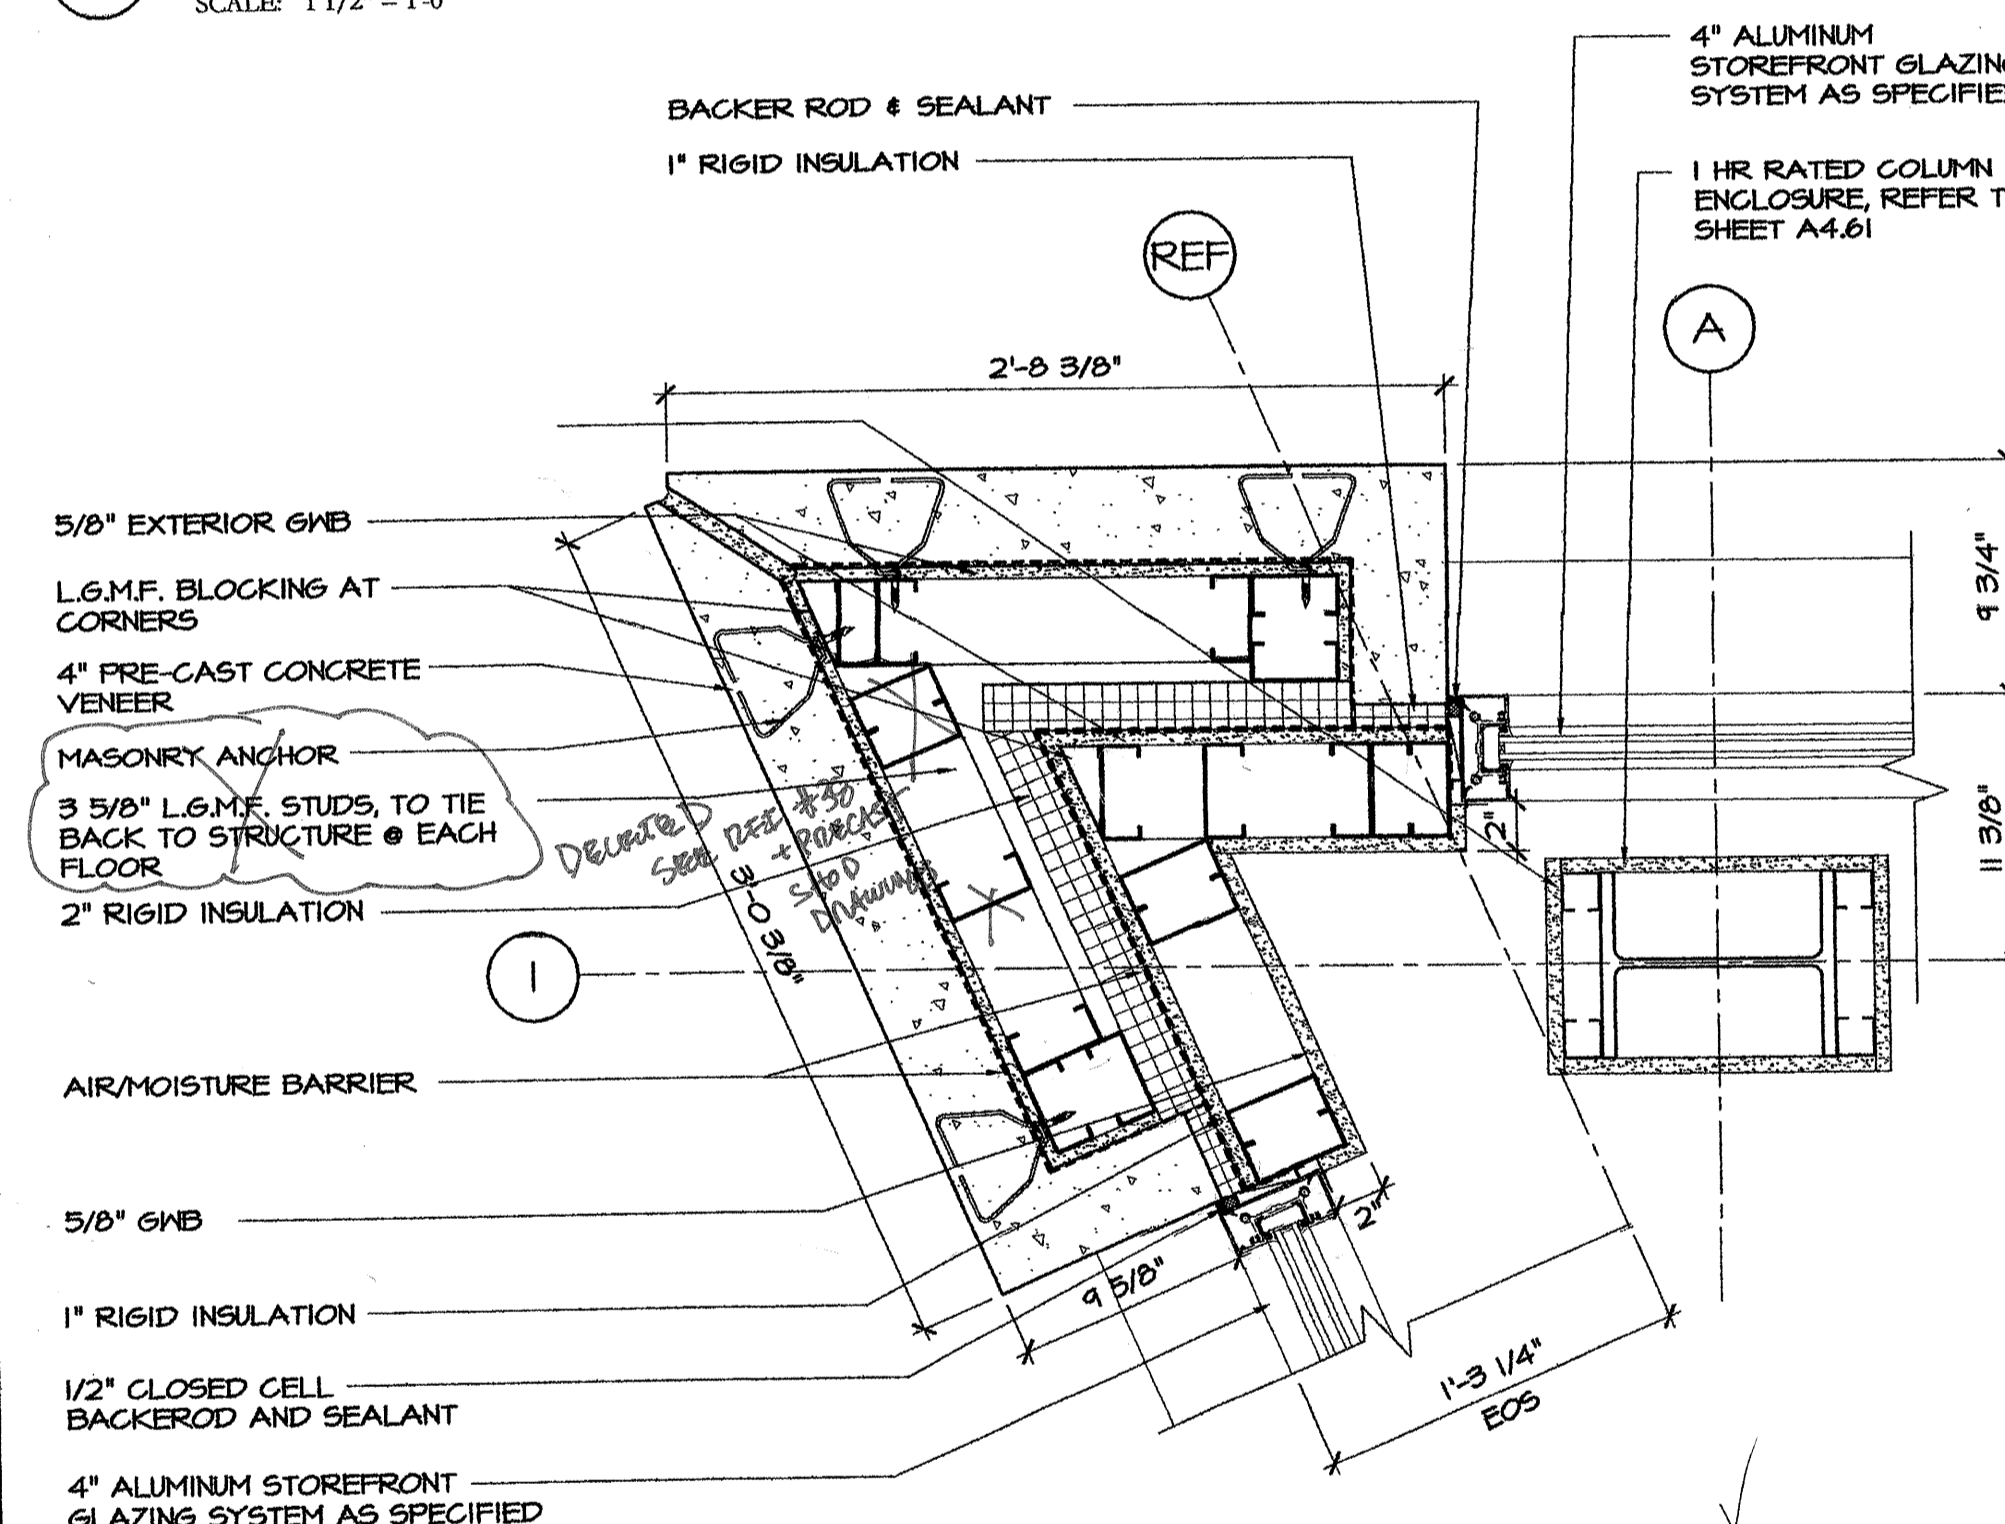 SCALE: 1 1/2" = 1'-0
4" ALUMINUM
STOREFRONT GLAZING
SYSTEM AS SPECIFIED
BACKER ROD & SEALANT
1" RIGID INSULATION
1 HR RATED COLUMN
ENCLOSURE, REFER T
SHEET A4.61
REF
A
2'-8 3/8"
5/8" EXTERIOR GWB
L.G.M.F. BLOCKING AT
CORNERS
4" PRE-CAST CONCRETE
VENEER
MASONRY ANCHOR
3 5/8" L.G.M.F. STUDS, TO TIE
BACK TO STRUCTURE @ EACH
FLOOR
2" RIGID INSULATION
DELETED
SEE RFI #38
+ PRECAST
SHOP
DRAWINGS
3'-0 3/8"
9 3/4"
11 3/8"
2"
1
AIR/MOISTURE BARRIER
5/8" GWB
2"
9 5/8"
1" RIGID INSULATION
1/2" CLOSED CELL
BACKEROD AND SEALANT
1'-3 1/4"
EOS
4" ALUMINUM STOREFRONT
GLAZING SYSTEM AS SPECIFIED